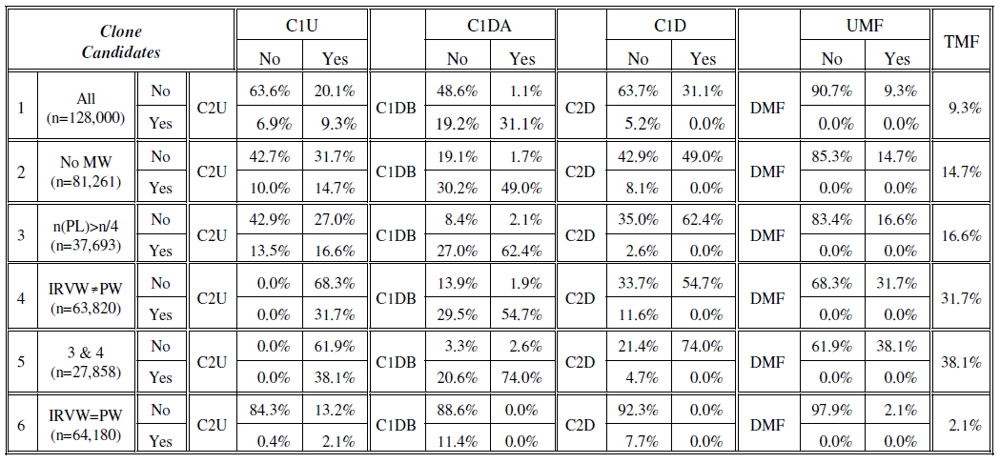 Clone Candidates C1U C1DA C1D UMF TMF
No Yes No Yes No Yes No Yes
1 All (n=128,000) No C2U 63.6% 20.1% C1DB 48.6% 1.1% C2D 63.7% 31.1% DMF 90.7% 9.3% 9.3%
Yes 6.9% 9.3% 19.2% 31.1% 5.2% 0.0% 0.0% 0.0%
2 No MW (n=81,261) No C2U 42.7% 31.7% C1DB 19.1% 1.7% C2D 42.9% 49.0% DMF 85.3% 14.7% 14.7%
Yes 10.0% 14.7% 30.2% 49.0% 8.1% 0.0% 0.0% 0.0%
3 n(PL)>n/4 (n=37,693) No C2U 42.9% 27.0% C1DB 8.4% 2.1% C2D 35.0% 62.4% DMF 83.4% 16.6% 16.6%
Yes 13.5% 16.6% 27.0% 62.4% 2.6% 0.0% 0.0% 0.0%
4 IRVW≠PW (n=63,820) No C2U 0.0% 68.3% C1DB 13.9% 1.9% C2D 33.7% 54.7% DMF 68.3% 31.7% 31.7%
Yes 0.0% 31.7% 29.5% 54.7% 11.6% 0.0% 0.0% 0.0%
5 3 & 4 (n=27,858) No C2U 0.0% 61.9% C1DB 3.3% 2.6% C2D 21.4% 74.0% DMF 61.9% 38.1% 38.1%
Yes 0.0% 38.1% 20.6% 74.0% 4.7% 0.0% 0.0% 0.0%
6 IRVW=PW (n=64,180) No C2U 84.3% 13.2% C1DB 88.6% 0.0% C2D 92.3% 0.0% DMF 97.9% 2.1% 2.1%
Yes 0.4% 2.1% 11.4% 0.0% 7.7% 0.0% 0.0% 0.0%